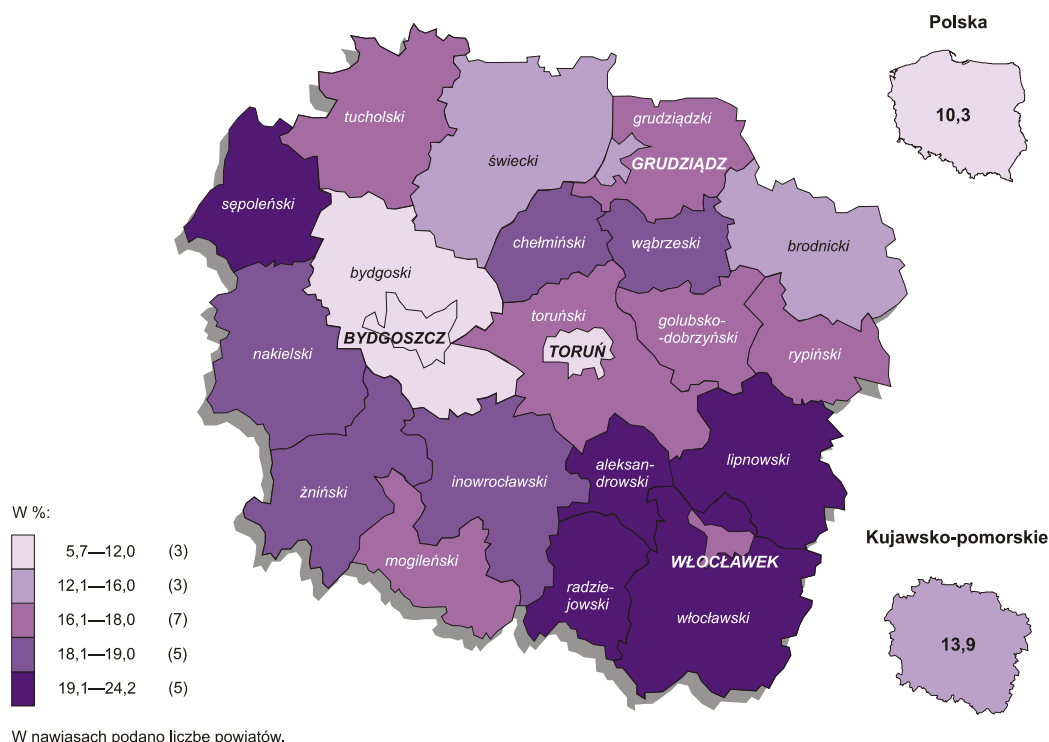 Polska
10,3
tucholski
grudziądzki
GRUDZIĄDZ
świecki
sępoleński
chełmiński
wąbrzeski
brodnicki
bydgoski
BYDGOSZCZ
toruński
TORUŃ
golubsko-
-dobrzyński
rypiński
nakielski
aleksan-
drowski
lipnowski
żniński
inowrocławski
mogileński
radzie-
jowski
WŁOCŁAWEK
włocławski
W %:
5,7—12,0 (3)
12,1—16,0 (3)
16,1—18,0 (7)
18,1—19,0 (5)
19,1—24,2 (5)
W nawiasach podano liczbę powiatów.
Kujawsko-pomorskie
13,9